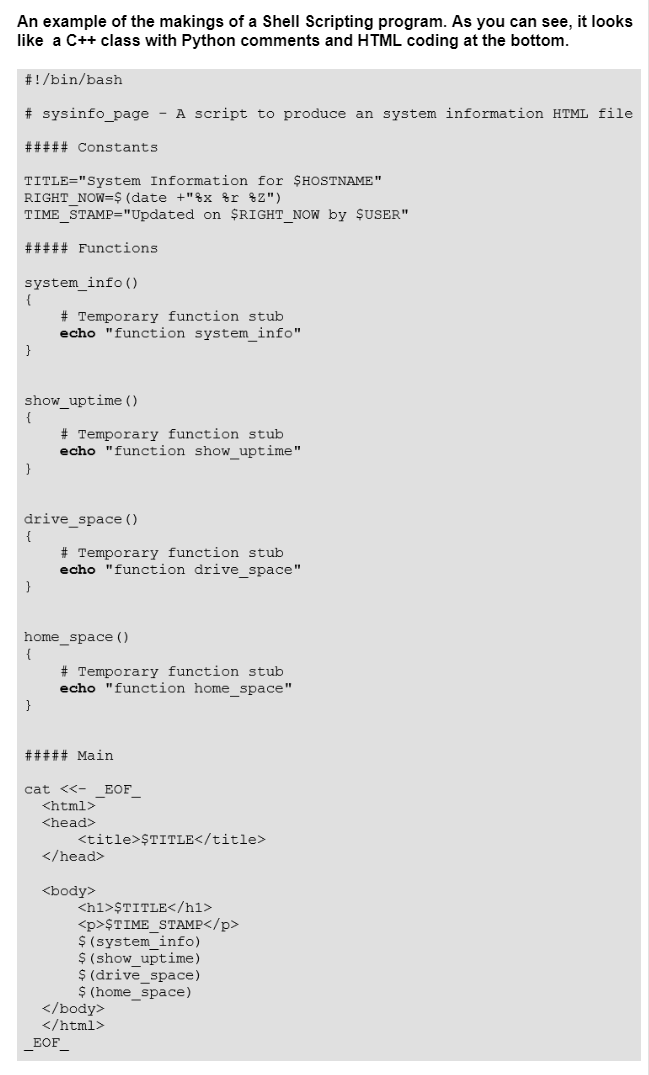 An example of the makings of a Shell Scripting program. As you can see, it looks
like  a C++ class with Python comments and HTML coding at the bottom.
#!/bin/bash
# sysinfo_page - A script to produce an system information HTML file
##### Constants
TITLE="System Information for $HOSTNAME"
RIGHT_NOW=$(date +"%x %r %Z")
TIME_STAMP="Updated on $RIGHT_NOW by $USER"
##### Functions
system_info()
{
    # Temporary function stub
    echo "function system_info"
}
show_uptime()
{
    # Temporary function stub
    echo "function show_uptime"
}
drive_space()
{
    # Temporary function stub
    echo "function drive_space"
}
home_space()
{
    # Temporary function stub
    echo "function home_space"
}
##### Main
cat <<- _EOF_
  <html>
  <head>
      <title>$TITLE</title>
  </head>
  <body>
      <h1>$TITLE</h1>
      <p>$TIME_STAMP</p>
      $(system_info)
      $(show_uptime)
      $(drive_space)
      $(home_space)
  </body>
  </html>
_EOF_